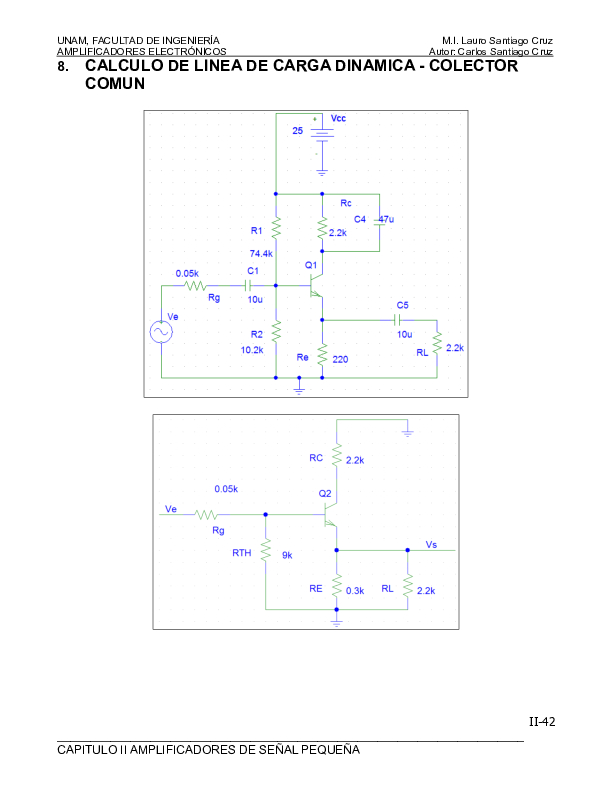 UNAM, FACULTAD DE INGENIERÍA M.I. Lauro Santiago Cruz
AMPLIFICADORES ELECTRÓNICOS Autor: Carlos Santiago Cruz
8. CALCULO DE LINEA DE CARGA DINAMICA - COLECTOR
COMUN
+ Vcc
25
-
Rc
C4 47u
R1 2.2k
74.4k
0.05k C1 Q1
Rg 10u
C5
Ve
R2 10u
10.2k Re 220 RL 2.2k
RC 2.2k
0.05k Q2
Ve
Rg
Vs
RTH 9k
RE 0.3k RL 2.2k
II-42
CAPITULO II AMPLIFICADORES DE SEÑAL PEQUEÑA